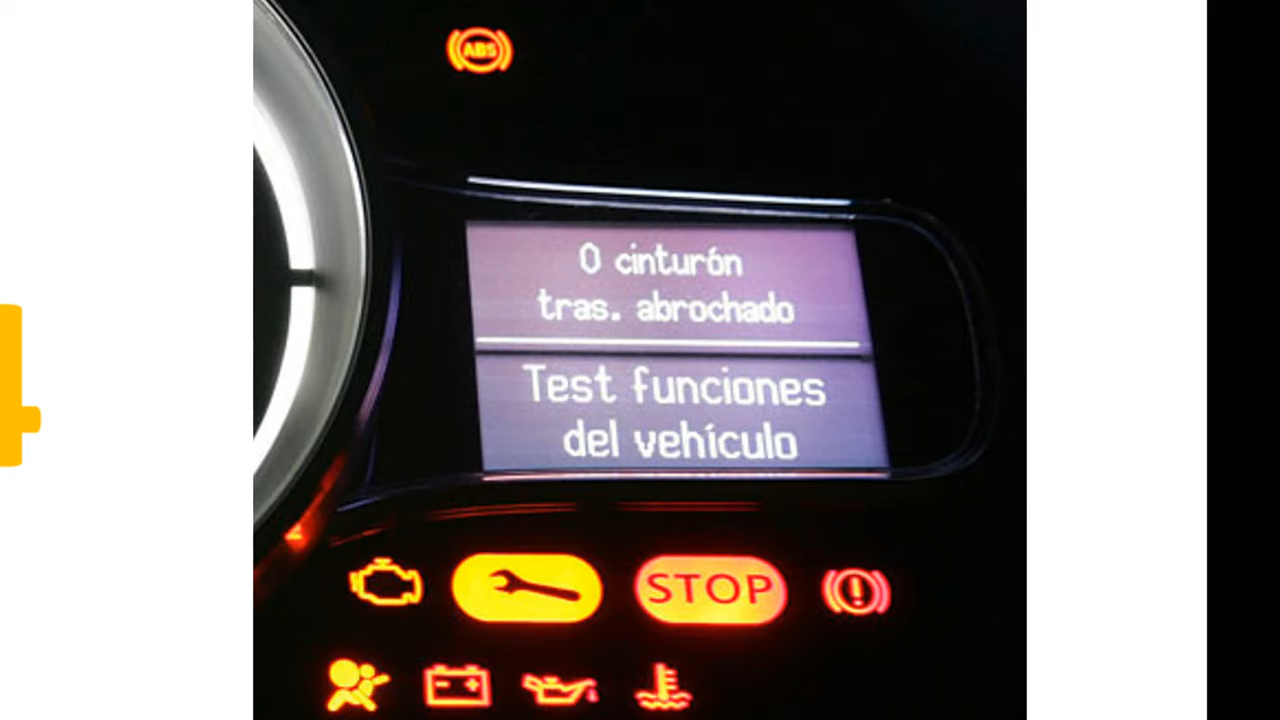 ABS
0 cinturón
tras. abrochado
Test funciones
del vehículo
STOP